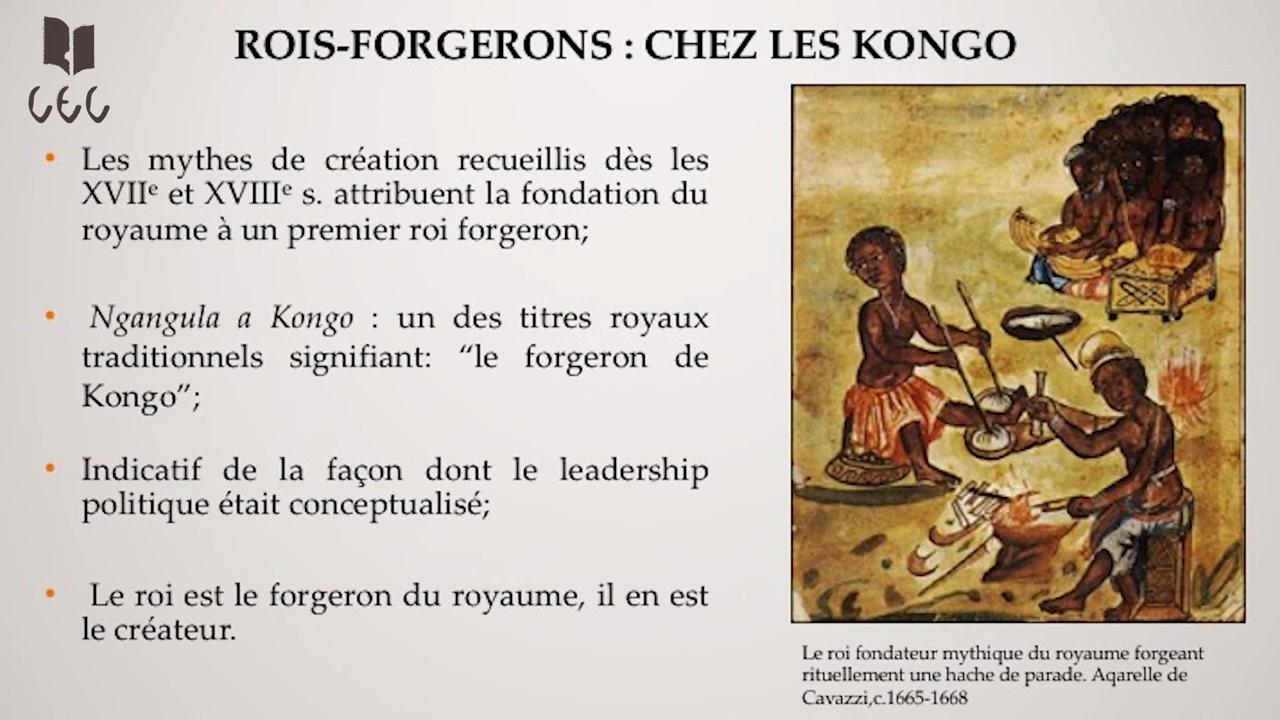 CEC
ROIS-FORGERONS : CHEZ LES KONGO
• Les mythes de création recueillis dès les
XVIIᵉ et XVIIIᵉ s. attribuent la fondation du
royaume à un premier roi forgeron;
• Ngangula a Kongo : un des titres royaux
traditionnels signifiant: “le forgeron de
Kongo”;
• Indicatif de la façon dont le leadership
politique était conceptualisé;
• Le roi est le forgeron du royaume, il en est
le créateur.
Le roi fondateur mythique du royaume forgeant
rituellement une hache de parade. Aqarelle de
Cavazzi,c.1665-1668